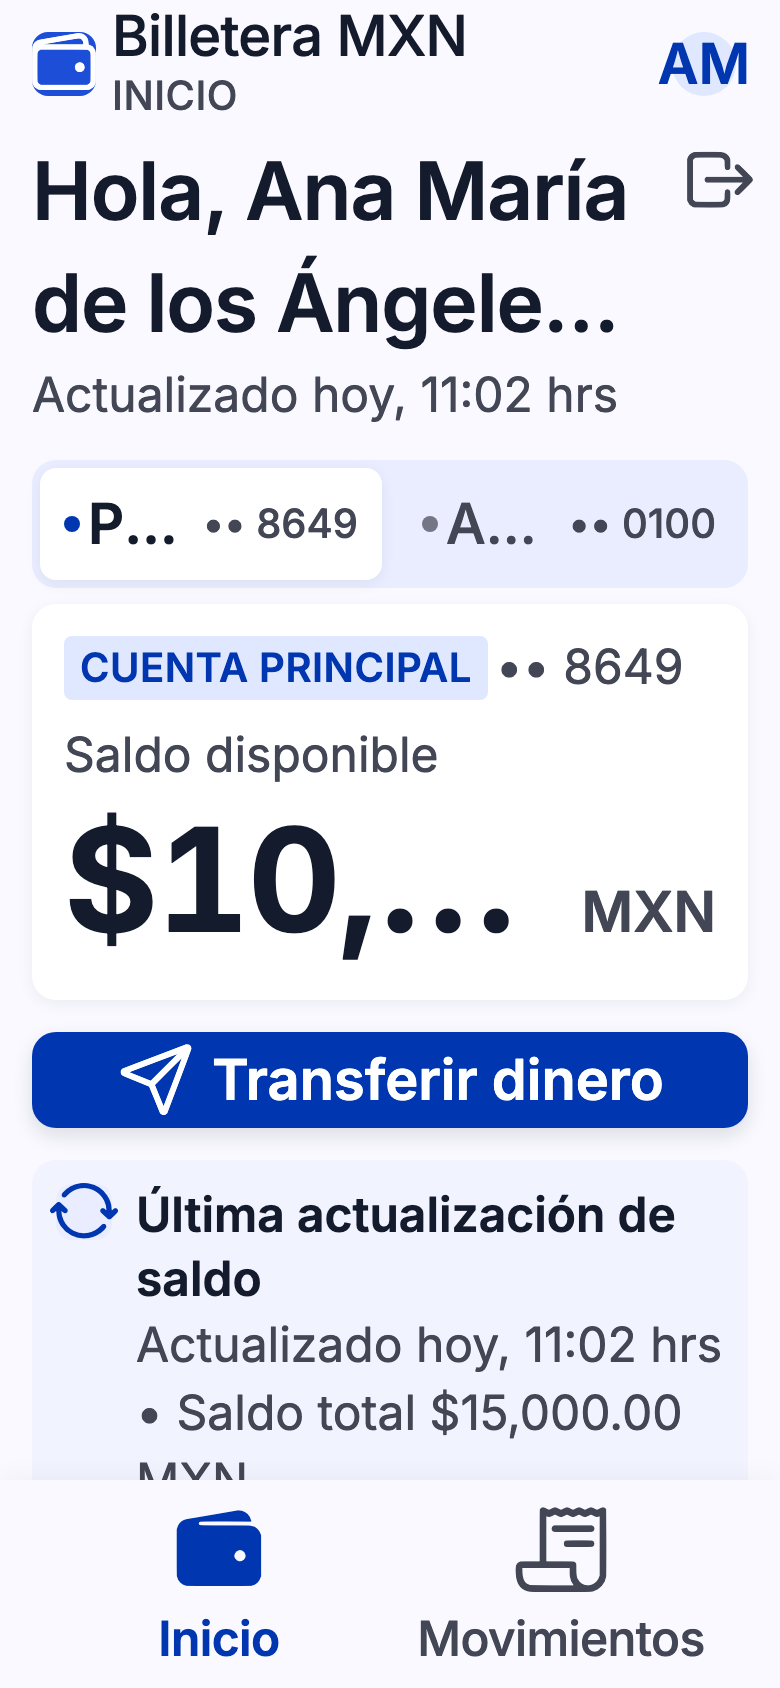 Billetera MXN
INICIO
AM
Hola, Ana María
de los Ángele...
Actualizado hoy, 11:02 hrs
P... •• 8649
A... •• 0100
CUENTA PRINCIPAL •• 8649
Saldo disponible
$10,... MXN
Transferir dinero
Última actualización de
saldo
Actualizado hoy, 11:02 hrs
• Saldo total $15,000.00
MXN
Inicio
Movimientos